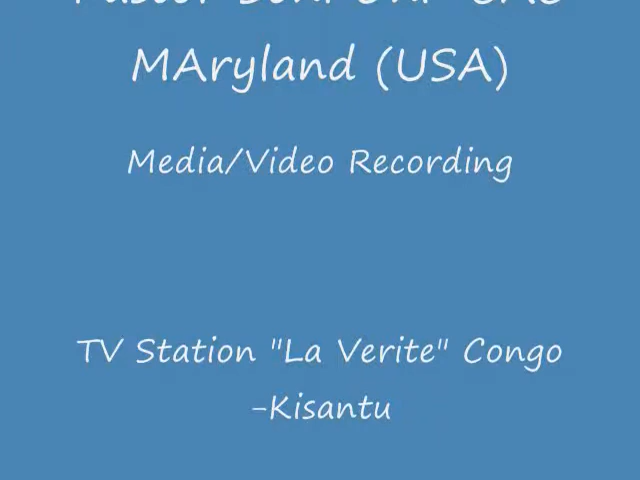 MAryland (USA)
Media/Video Recording
TV Station "La Verite" Congo
-Kisantu